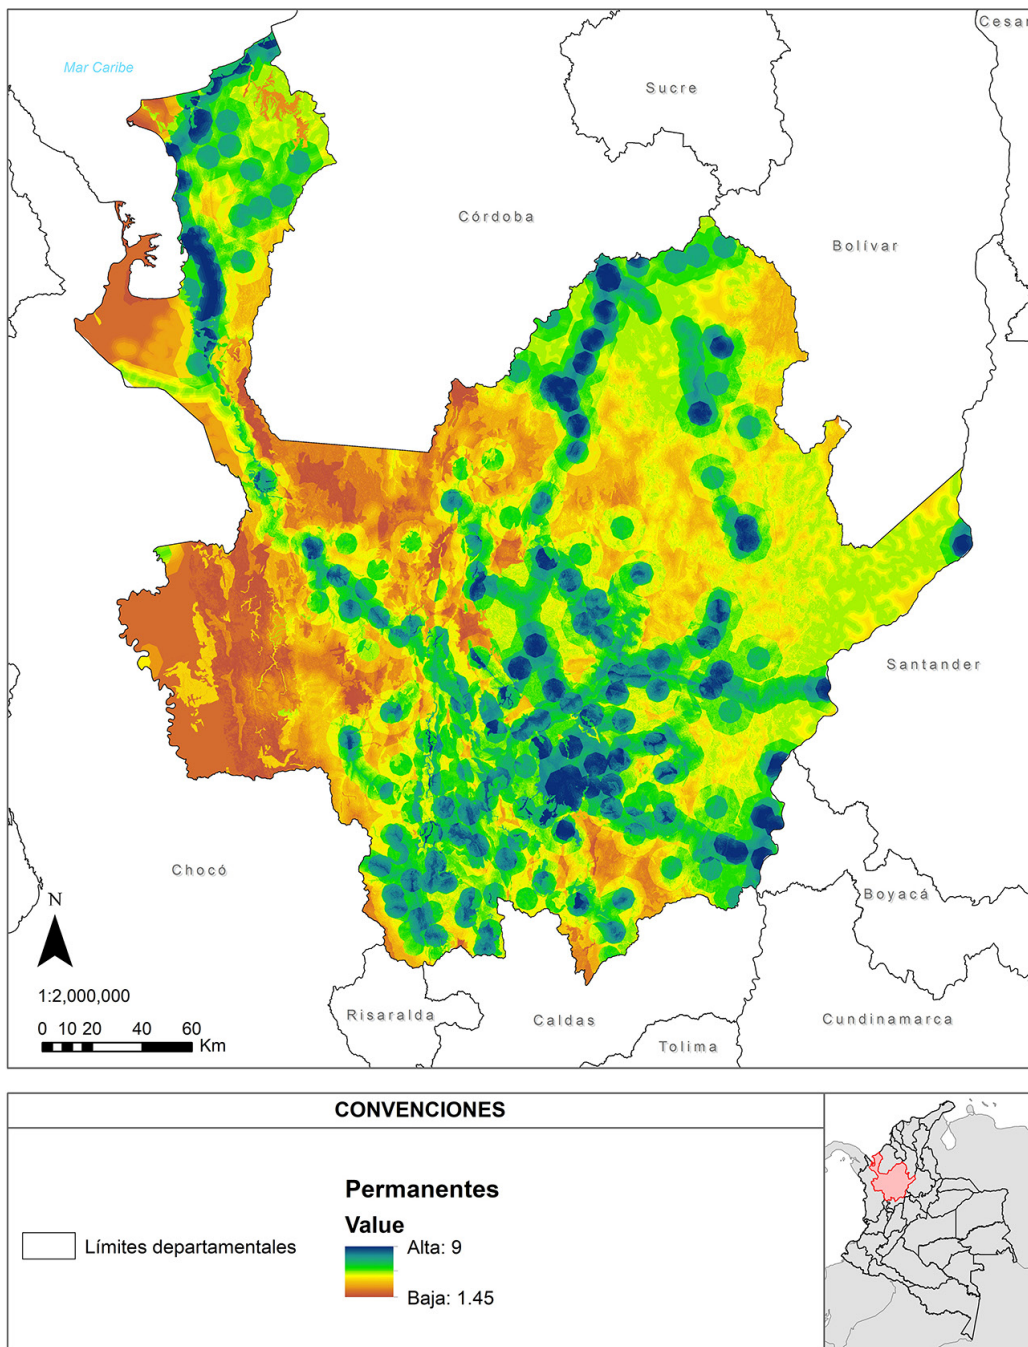 Cesar
Mar Caribe
Sucre
Córdoba
Bolívar
Santander
Chocó
Boyacá
N
1:2,000,000
Risaralda
Caldas
Cundinamarca
Tolima
0 10 20 40 60
Km
CONVENCIONES
Permanentes
Value
Límites departamentales
Alta: 9
Baja: 1.45